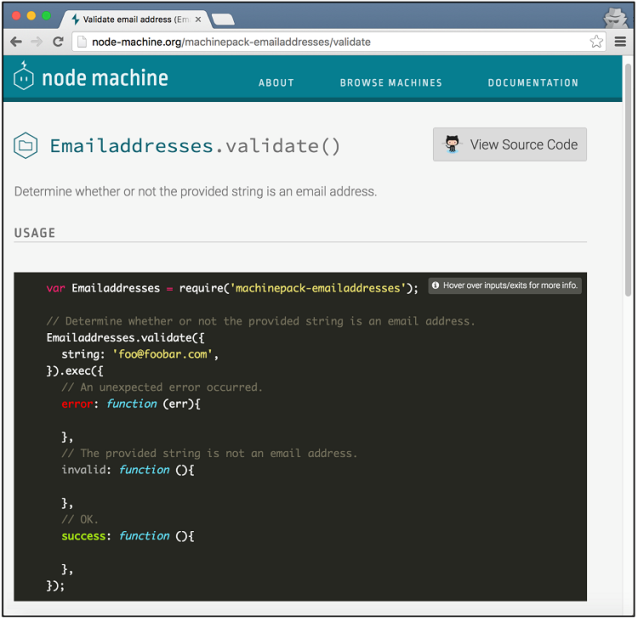 Validate email address (Em
node-machine.org/machinepack-emailaddresses/validate
node machine
ABOUT
BROWSE MACHINES
DOCUMENTATION
Emailaddresses.validate()
View Source Code
Determine whether or not the provided string is an email address.
USAGE
var Emailaddresses = require('machinepack-emailaddresses');
Hover over inputs/exits for more info.
// Determine whether or not the provided string is an email address.
Emailaddresses.validate({
string: 'foo@foobar.com',
}).exec({
// An unexpected error occurred.
error: function (err){
},
// The provided string is not an email address.
invalid: function (){
},
// OK.
success: function (){
},
});